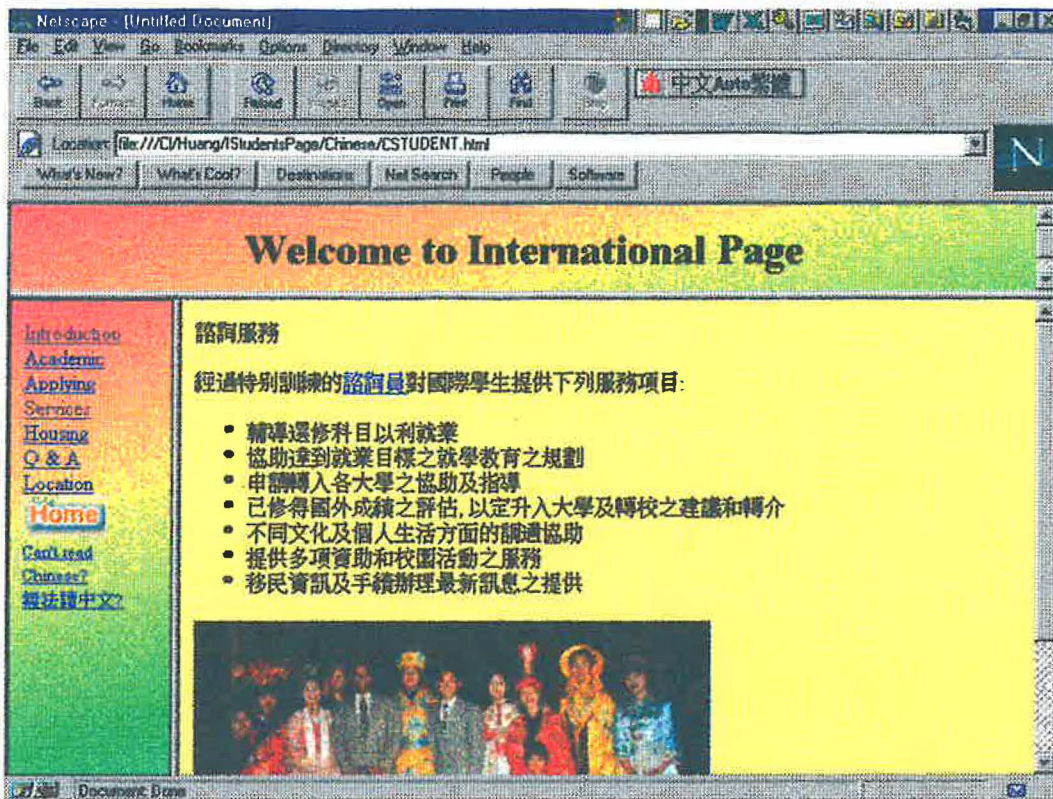 Netscape - [Untitled Document]
File Edit View Go Bookmarks Options Directory Window Help
Back Home Reload Open Print Find Stop
中文Auto繁體
Location: file:///C|/Huang/IStudentsPage/Chinese/CSTUDENT.html
What's New? What's Cool? Destinations Net Search People Software
N
Welcome to International Page
Introduction
Academic
Applying
Services
Housing
Q & A
Location
Home
Can't read
Chinese?
諮詢服務
經過特別訓練的諮詢員對國際學生提供下列服務項目:
輔導選修科目以利就業
協助達到就業目標之就學教育之規劃
申請轉入各大學之協助及指導
已修得國外成績之評估, 以定升入大學及轉校之建議和轉介
不同文化及個人生活方面的調適協助
提供多項資助和校園活動之服務
移民資訊及手續辦理最新訊息之提供
Document: Done